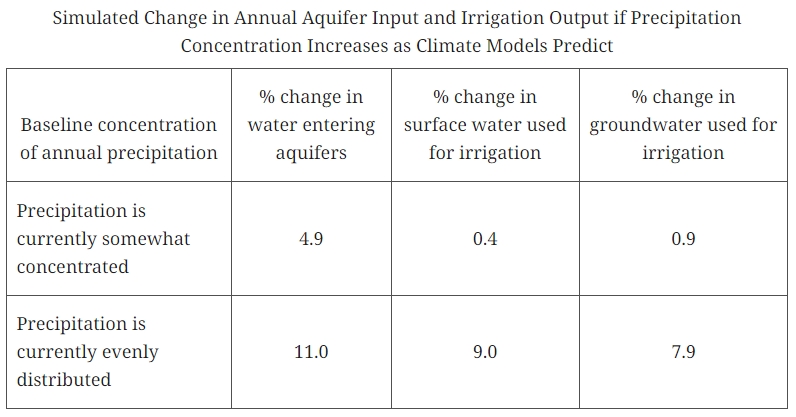 Simulated Change in Annual Aquifer Input and Irrigation Output if Precipitation
Concentration Increases as Climate Models Predict
Baseline concentration
of annual precipitation
% change in
water entering
aquifers
% change in
surface water used
for irrigation
% change in
groundwater used for
irrigation
Precipitation is
currently somewhat
concentrated
4.9
0.4
0.9
Precipitation is
currently evenly
distributed
11.0
9.0
7.9